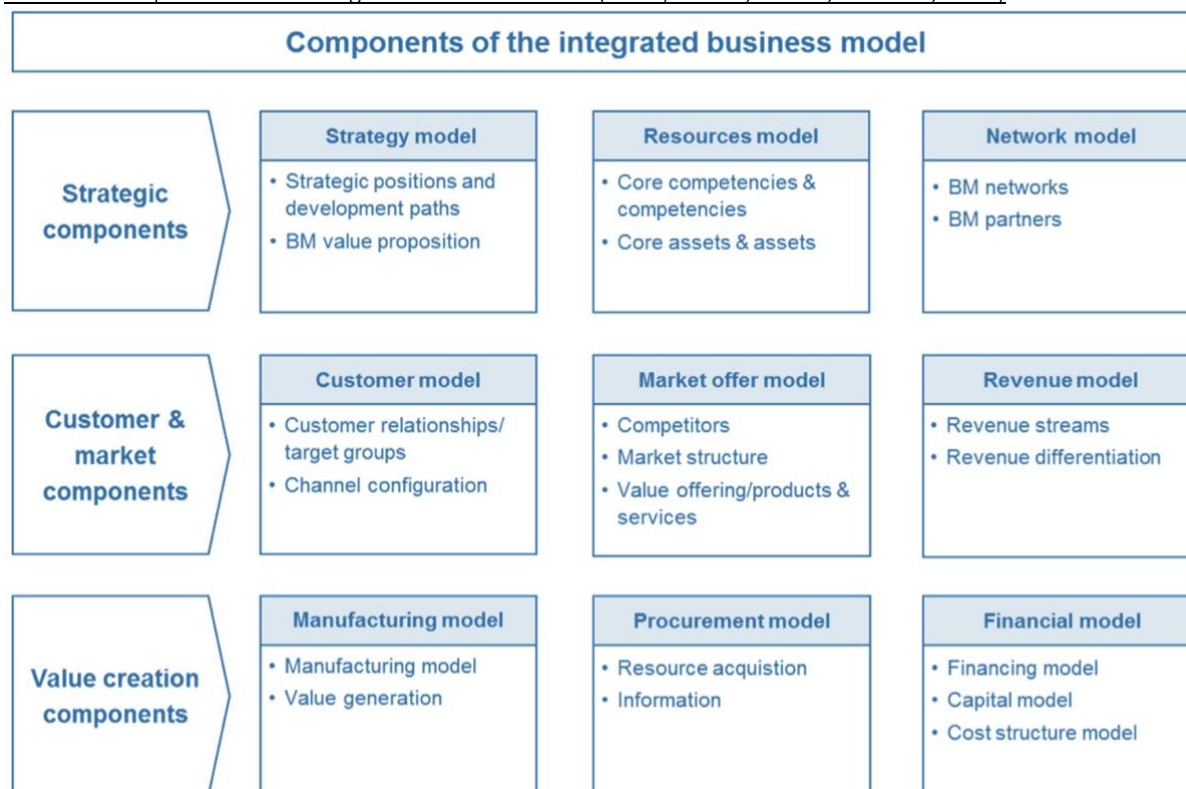 Components of the integrated business model
Strategic
components
Strategy model
• Strategic positions and
development paths
• BM value proposition
Resources model
• Core competencies &
competencies
• Core assets & assets
Network model
• BM networks
• BM partners
Customer &
market
components
Customer model
• Customer relationships/
target groups
• Channel configuration
Market offer model
• Competitors
• Market structure
• Value offering/products &
services
Revenue model
• Revenue streams
• Revenue differentiation
Value creation
components
Manufacturing model
• Manufacturing model
• Value generation
Procurement model
• Resource acquistion
• Information
Financial model
• Financing model
• Capital model
• Cost structure model